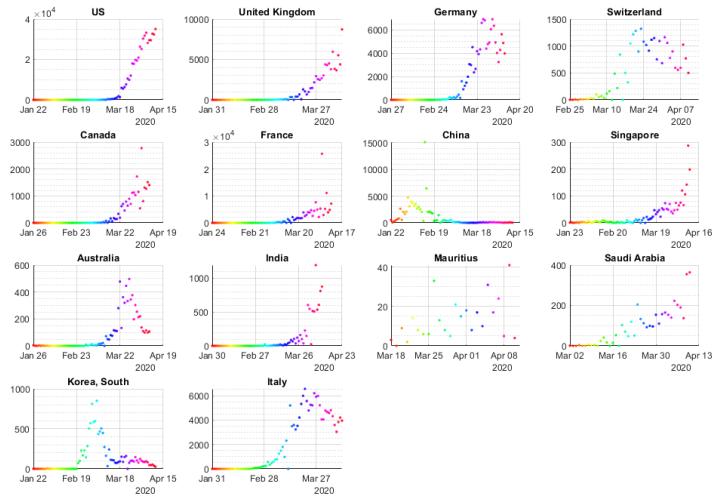 US
× 10⁴
4
2
0
Jan 22 Feb 19 Mar 18 Apr 15
2020
United Kingdom
10000
5000
0
Jan 31 Feb 28 Mar 27
2020
Germany
6000
4000
2000
0
Jan 27 Feb 24 Mar 23 Apr 20
2020
Switzerland
1500
1000
500
0
Feb 25 Mar 10 Mar 24 Apr 07
2020
Canada
3000
2000
1000
0
Jan 26 Feb 23 Mar 22 Apr 19
2020
France
× 10⁴
3
2
1
0
Jan 24 Feb 21 Mar 20 Apr 17
2020
China
15000
10000
5000
0
Jan 22 Feb 19 Mar 18 Apr 15
2020
Singapore
300
200
100
0
Jan 23 Feb 20 Mar 19 Apr 16
2020
Australia
600
400
200
0
Jan 26 Feb 23 Mar 22 Apr 19
2020
India
1000
500
0
Jan 30 Feb 27 Mar 26 Apr 23
2020
Mauritius
40
20
0
Mar 18 Mar 25 Apr 01 Apr 08
2020
Saudi Arabia
400
200
0
Mar 02 Mar 16 Mar 30 Apr 13
2020
Korea, South
1000
500
0
Jan 22 Feb 19 Mar 18 Apr 15
2020
Italy
6000
4000
2000
0
Jan 31 Feb 28 Mar 27
2020